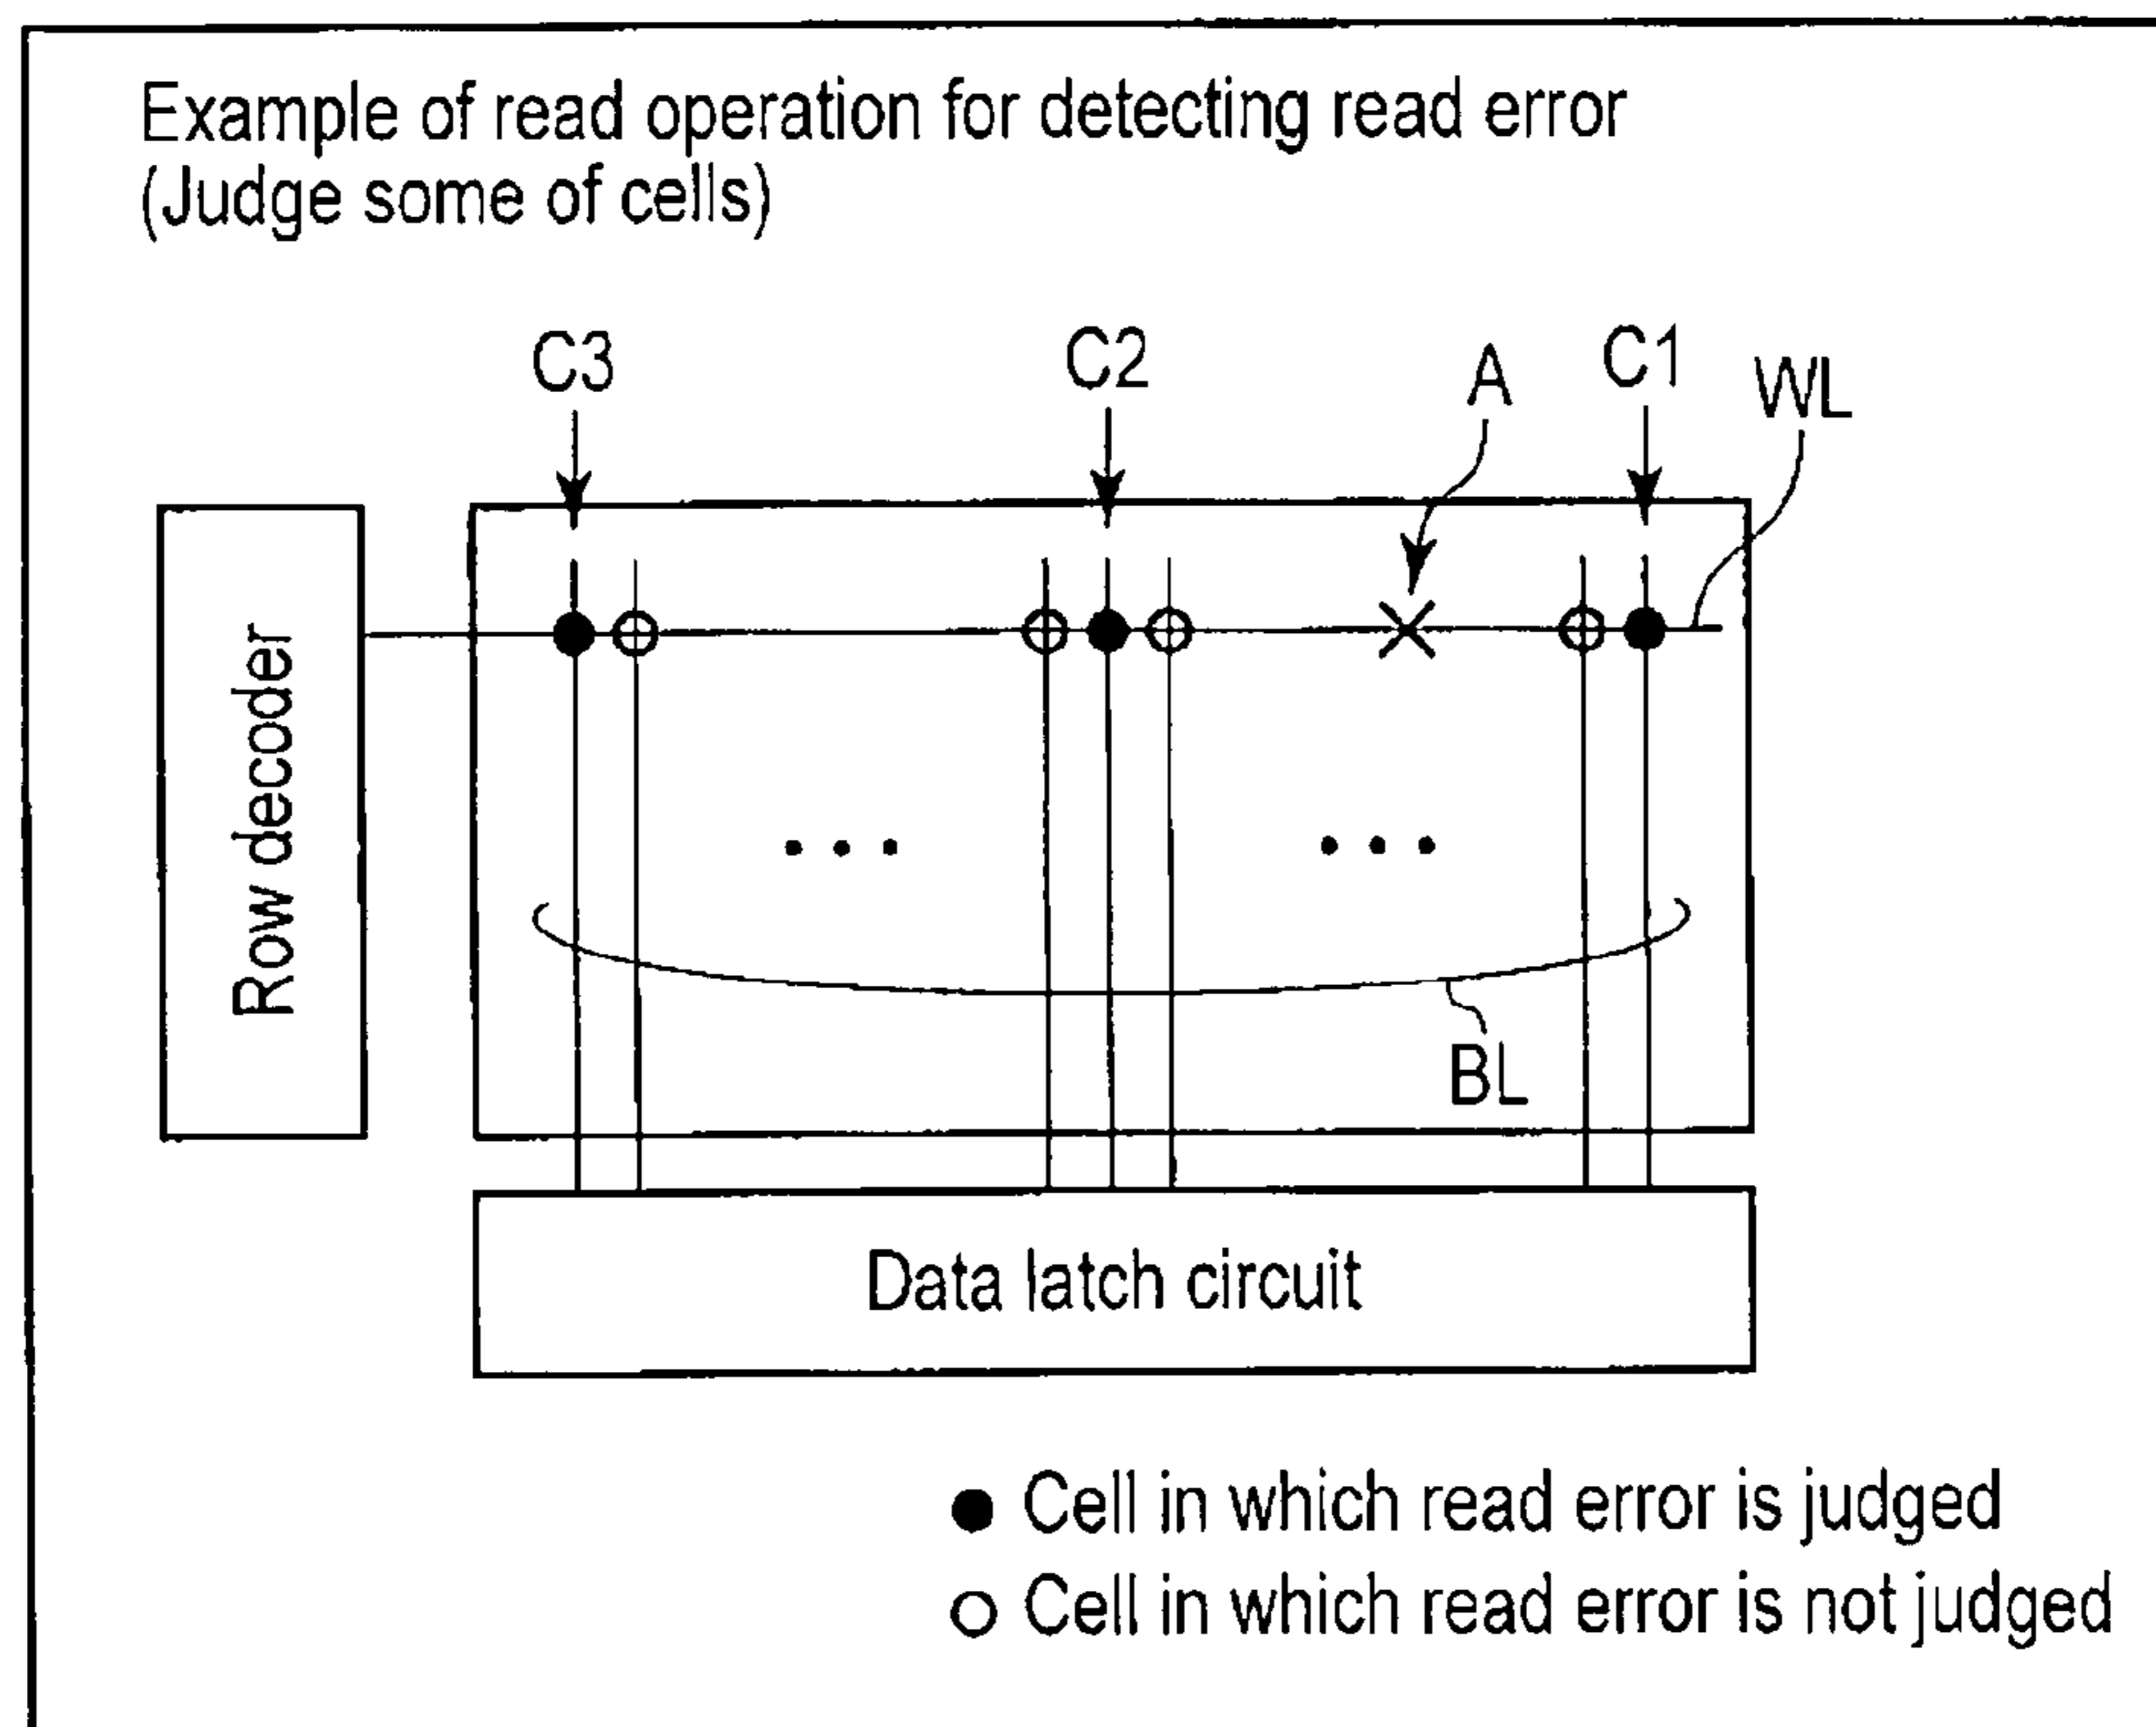 Example of read operation for detecting read error
(Judge some of cells)
C3
C2
A
C1
WL
Row decoder
BL
Data latch circuit
Cell in which read error is judged
Cell in which read error is not judged